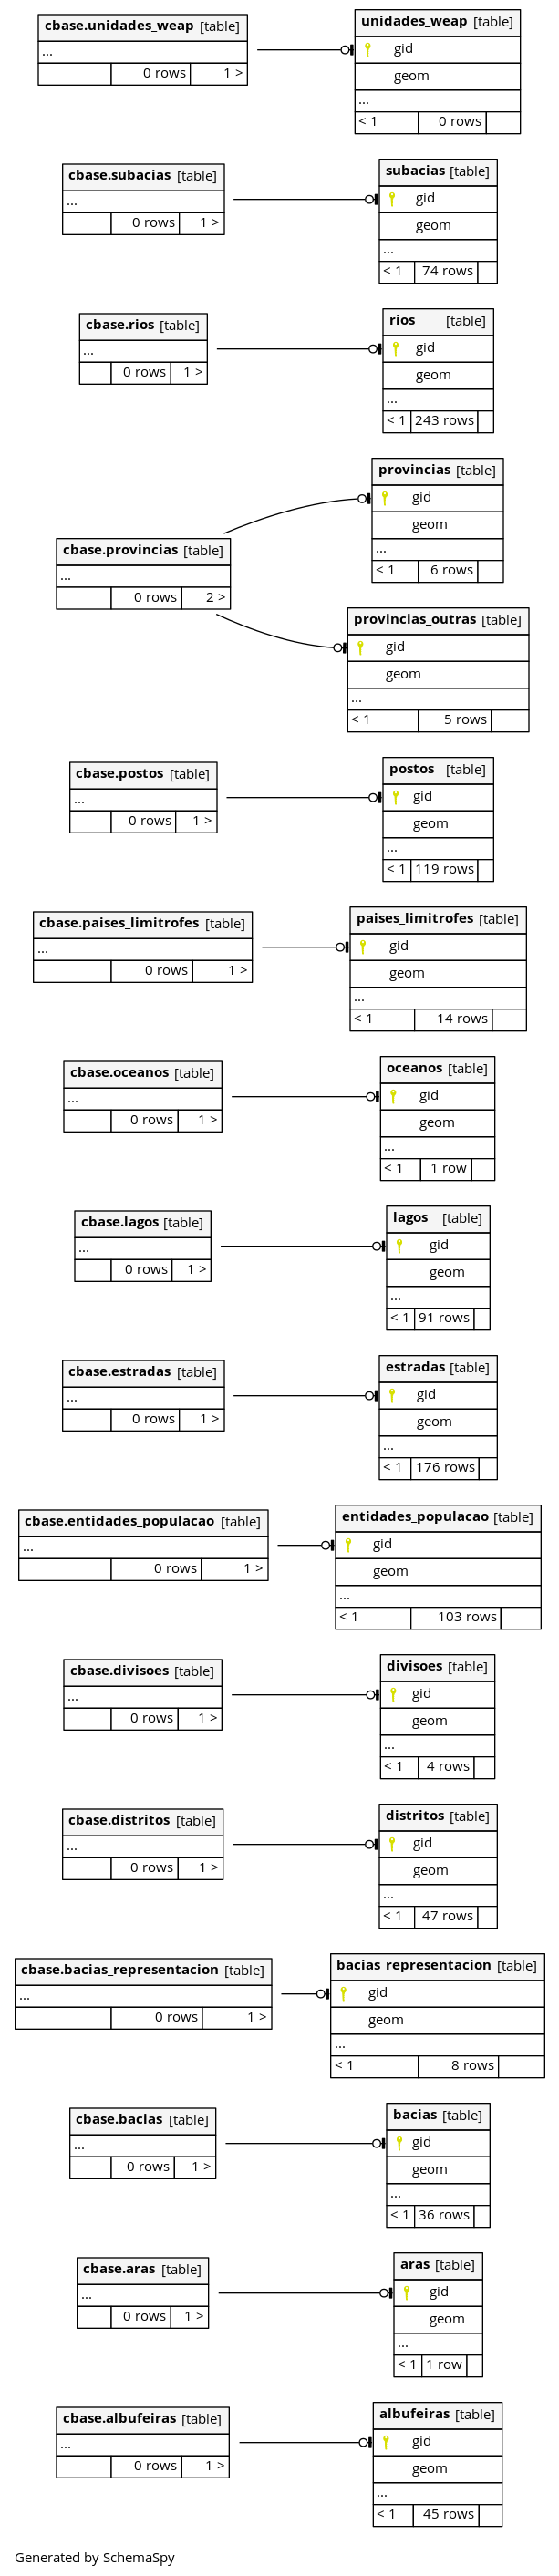 cbase.unidades_weap [table]
...
0 rows 1 >
unidades_weap [table]
gid
geom
...
< 1 0 rows
cbase.subacias [table]
...
0 rows 1 >
subacias [table]
gid
geom
...
< 1 74 rows
cbase.rios [table]
...
0 rows 1 >
rios [table]
gid
geom
...
< 1 243 rows
cbase.provincias [table]
...
0 rows 2 >
provincias [table]
gid
geom
...
< 1 6 rows
provincias_outras [table]
gid
geom
...
< 1 5 rows
cbase.postos [table]
...
0 rows 1 >
postos [table]
gid
geom
...
< 1 119 rows
cbase.paises_limitrofes [table]
...
0 rows 1 >
paises_limitrofes [table]
gid
geom
...
< 1 14 rows
cbase.oceanos [table]
...
0 rows 1 >
oceanos [table]
gid
geom
...
< 1 1 row
cbase.lagos [table]
...
0 rows 1 >
lagos [table]
gid
geom
...
< 1 91 rows
cbase.estradas [table]
...
0 rows 1 >
estradas [table]
gid
geom
...
< 1 176 rows
cbase.entidades_populacao [table]
...
0 rows 1 >
entidades_populacao [table]
gid
geom
...
< 1 103 rows
cbase.divisoes [table]
...
0 rows 1 >
divisoes [table]
gid
geom
...
< 1 4 rows
cbase.distritos [table]
...
0 rows 1 >
distritos [table]
gid
geom
...
< 1 47 rows
cbase.bacias_representacion [table]
...
0 rows 1 >
bacias_representacion [table]
gid
geom
...
< 1 8 rows
cbase.bacias [table]
...
0 rows 1 >
bacias [table]
gid
geom
...
< 1 36 rows
cbase.aras [table]
...
0 rows 1 >
aras [table]
gid
geom
...
< 1 1 row
cbase.albufeiras [table]
...
0 rows 1 >
albufeiras [table]
gid
geom
...
< 1 45 rows
Generated by SchemaSpy